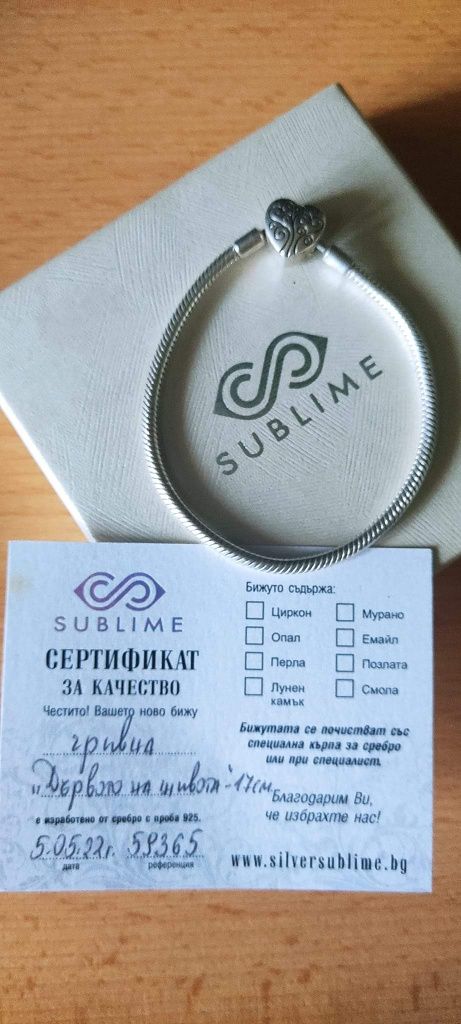 SUBLIME
SUBLIME
СЕРТИФИКАТ
ЗА КАЧЕСТВО
Честито! Вашето ново бижу
гривна
"Дървото на живота" - 17см
е изработено от сребро с проба 925.
5.05.22г. 59365
дата референция
Бижуто съдържа:
Циркон Мурано
Опал Емайл
Перла Позлата
Лунен камък Смола
Бижутата се почистват със
специална кърпа за сребро
или при специалист.
Благодарим Ви,
че избрахте нас!
www.silversublime.bg